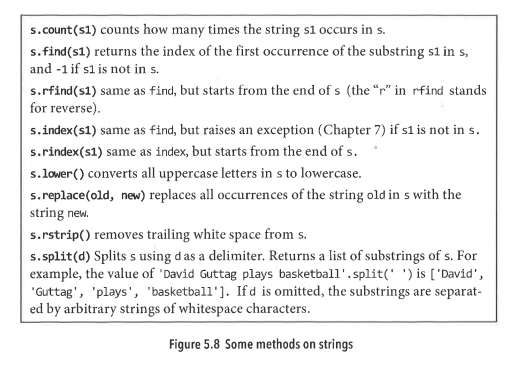 s.count(s1) counts how many times the string s1 occurs in s.
s.find(s1) returns the index of the first occurrence of the substring s1 in s,
and -1 if s1 is not in s.
s.rfind(s1) same as find, but starts from the end of s (the “r” in rfind stands
for reverse).
s.index(s1) same as find, but raises an exception (Chapter 7) if s1 is not in s.
s.rindex(s1) same as index, but starts from the end of s.
s.lower() converts all uppercase letters in s to lowercase.
s.replace(old, new) replaces all occurrences of the string old in s with the
string new.
s.rstrip() removes trailing white space from s.
s.split(d) Splits s using d as a delimiter. Returns a list of substrings of s. For
example, the value of 'David Guttag plays basketball'.split(' ') is ['David',
'Guttag', 'plays', 'basketball']. If d is omitted, the substrings are separat-
ed by arbitrary strings of whitespace characters.
Figure 5.8 Some methods on strings